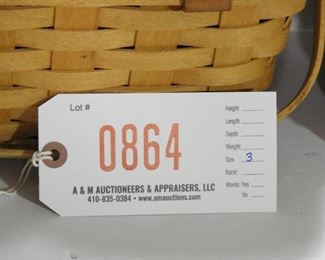 Lot #
0864
A & M AUCTIONEERS & APPRAISERS, LLC
410-835-0384 • www.amauctions.com
Height
Length
Depth
Weight
Size 3
Karat
Works: Yes
No